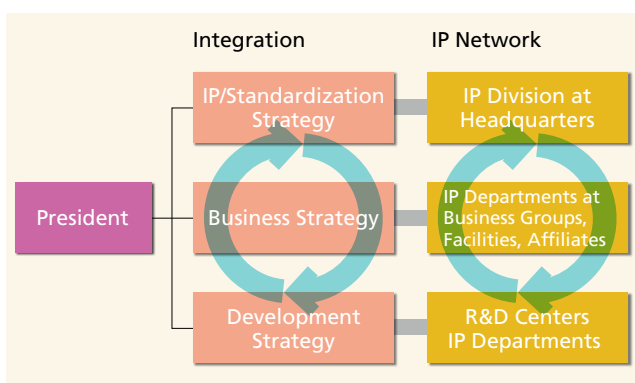 Integration
IP Network
IP/Standardization
Strategy
IP Division at
Headquarters
President
Business Strategy
IP Departments at
Business Groups,
Facilities, Affiliates
Development
Strategy
R&D Centers
IP Departments